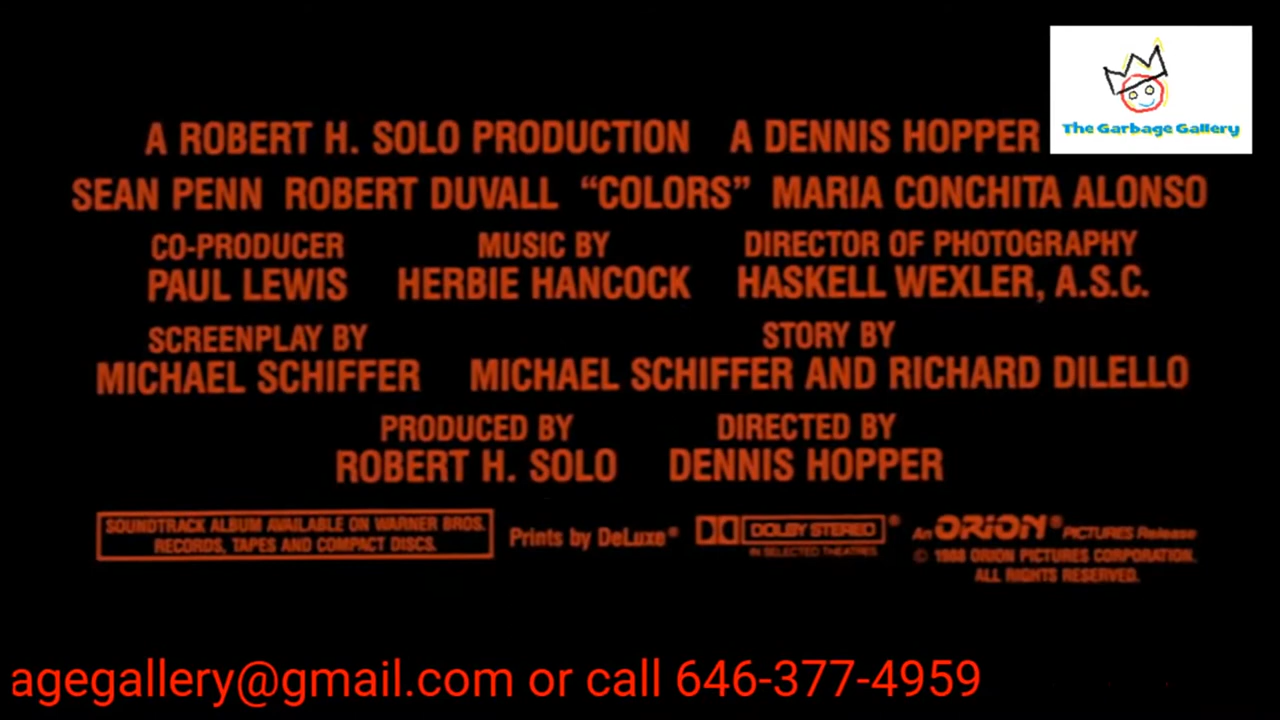 The Garbage Gallery
A ROBERT H. SOLO PRODUCTION A DENNIS HOPPER
SEAN PENN ROBERT DUVALL “COLORS” MARIA CONCHITA ALONSO
CO-PRODUCER MUSIC BY DIRECTOR OF PHOTOGRAPHY
PAUL LEWIS HERBIE HANCOCK HASKELL WEXLER, A.S.C.
SCREENPLAY BY STORY BY
MICHAEL SCHIFFER MICHAEL SCHIFFER AND RICHARD DILELLO
PRODUCED BY DIRECTED BY
ROBERT H. SOLO DENNIS HOPPER
SOUNDTRACK ALBUM AVAILABLE ON WARNER BROS.
RECORDS, TAPES AND COMPACT DISCS.
Prints by DeLuxe®
DOLBY STEREO®
IN SELECTED THEATRES
An ORION® PICTURES Release
© 1988 ORION PICTURES CORPORATION.
ALL RIGHTS RESERVED.
agegallery@gmail.com or call 646-377-4959